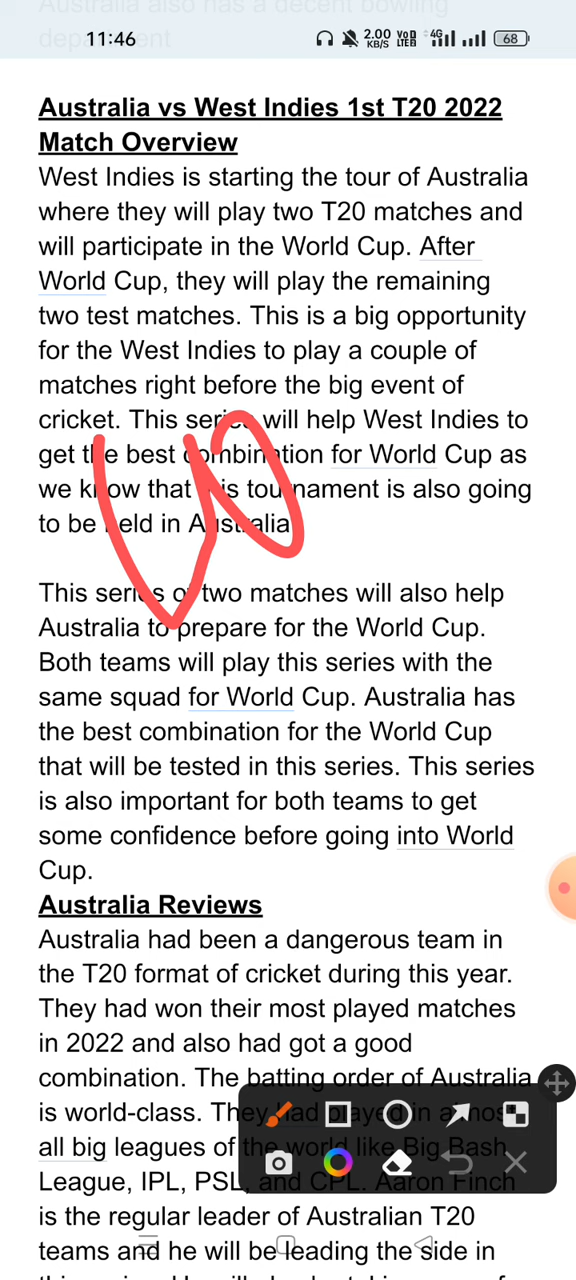 Australia also has a decent bowling
department
11:46
2.00
KB/S
VoD
LTE
4G
68
Australia vs West Indies 1st T20 2022
Match Overview
West Indies is starting the tour of Australia
where they will play two T20 matches and
will participate in the World Cup. After
World Cup, they will play the remaining
two test matches. This is a big opportunity
for the West Indies to play a couple of
matches right before the big event of
cricket. This series will help West Indies to
get the best combination for World Cup as
we know that this tournament is also going
to be held in Australia.
This series of two matches will also help
Australia to prepare for the World Cup.
Both teams will play this series with the
same squad for World Cup. Australia has
the best combination for the World Cup
that will be tested in this series. This series
is also important for both teams to get
some confidence before going into World
Cup.
Australia Reviews
Australia had been a dangerous team in
the T20 format of cricket during this year.
They had won their most played matches
in 2022 and also had got a good
combination. The batting order of Australia
is world-class. They had played in almost
all big leagues of the world like Big Bash
League, IPL, PSL, and CPL. Aaron Finch
is the regular leader of Australian T20
teams and he will be leading the side in